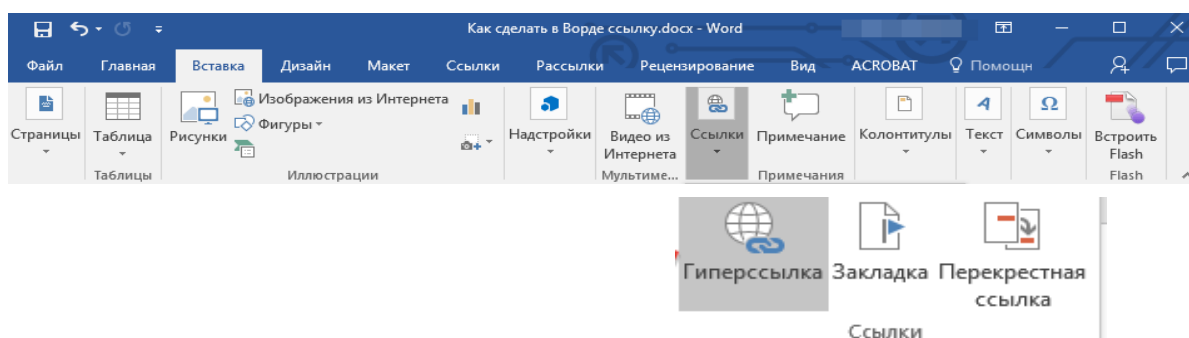 Как сделать в Ворде ссылку.docx - Word
Файл Главная Вставка Дизайн Макет Ссылки Рассылки Рецензирование Вид ACROBAT Помощн
Страницы Таблица Рисунки Изображения из Интернета Фигуры Надстройки Видео из Интернета Ссылки Примечание Колонтитулы Текст Символы Встроить Flash
Таблицы Иллюстрации Мультиме... Примечания Flash
Гиперссылка Закладка Перекрестная
ссылка
Ссылки